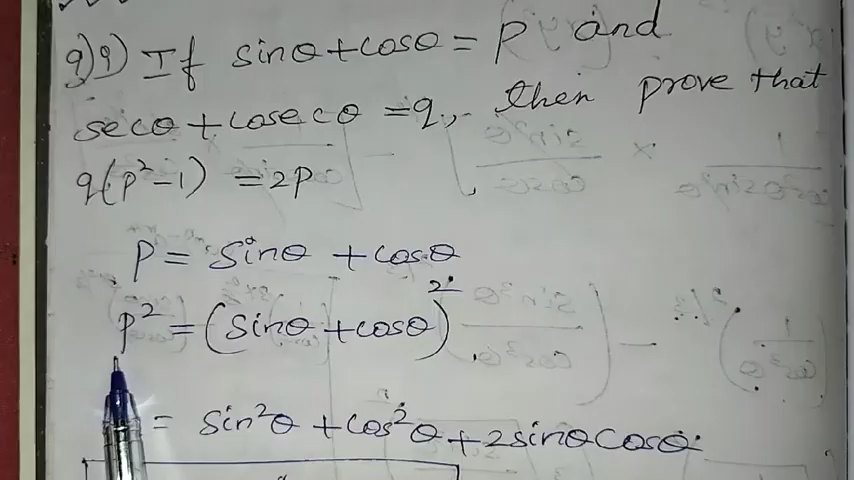 9) 9) If sinθ+cosθ = p and
secθ + cosecθ = q, then prove that
q(p²-1) = 2p
p = sinθ + cosθ
p² = (sinθ + cosθ)²
= sin²θ + cos²θ + 2sinθcosθ